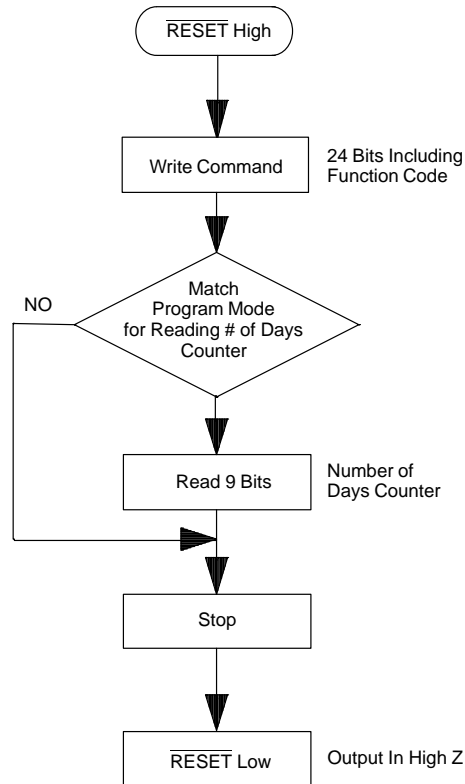 RESET High
Write Command
24 Bits Including
Function Code
Match
Program Mode
for Reading # of Days
Counter
NO
Read 9 Bits
Number of
Days Counter
Stop
RESET Low
Output In High Z